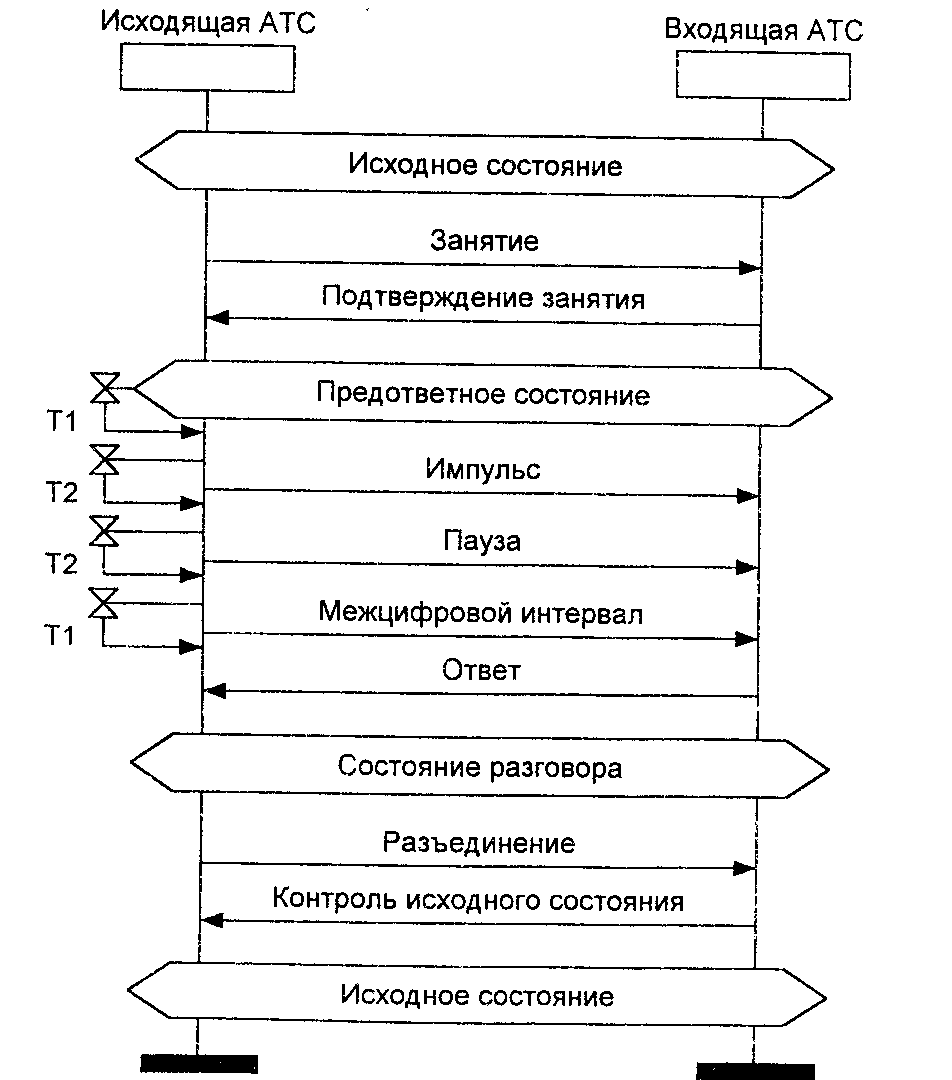 Исходящая АТС
Входящая АТС
Исходное состояние
Занятие
Подтверждение занятия
Предответное состояние
T1
Импульс
T2
Пауза
T2
Межцифровой интервал
T1
Ответ
Состояние разговора
Разъединение
Контроль исходного состояния
Исходное состояние